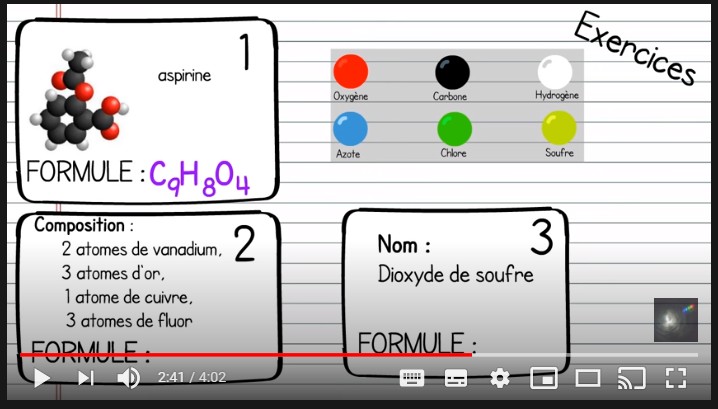 Exercices
1
aspirine
FORMULE : C9H8O4
Oxygène Carbone Hydrogène
Azote Chlore Soufre
2
Composition :
2 atomes de vanadium,
3 atomes d'or,
1 atome de cuivre,
3 atomes de fluor
FORMULE :
3
Nom :
Dioxyde de soufre
FORMULE :
2:41 / 4:02